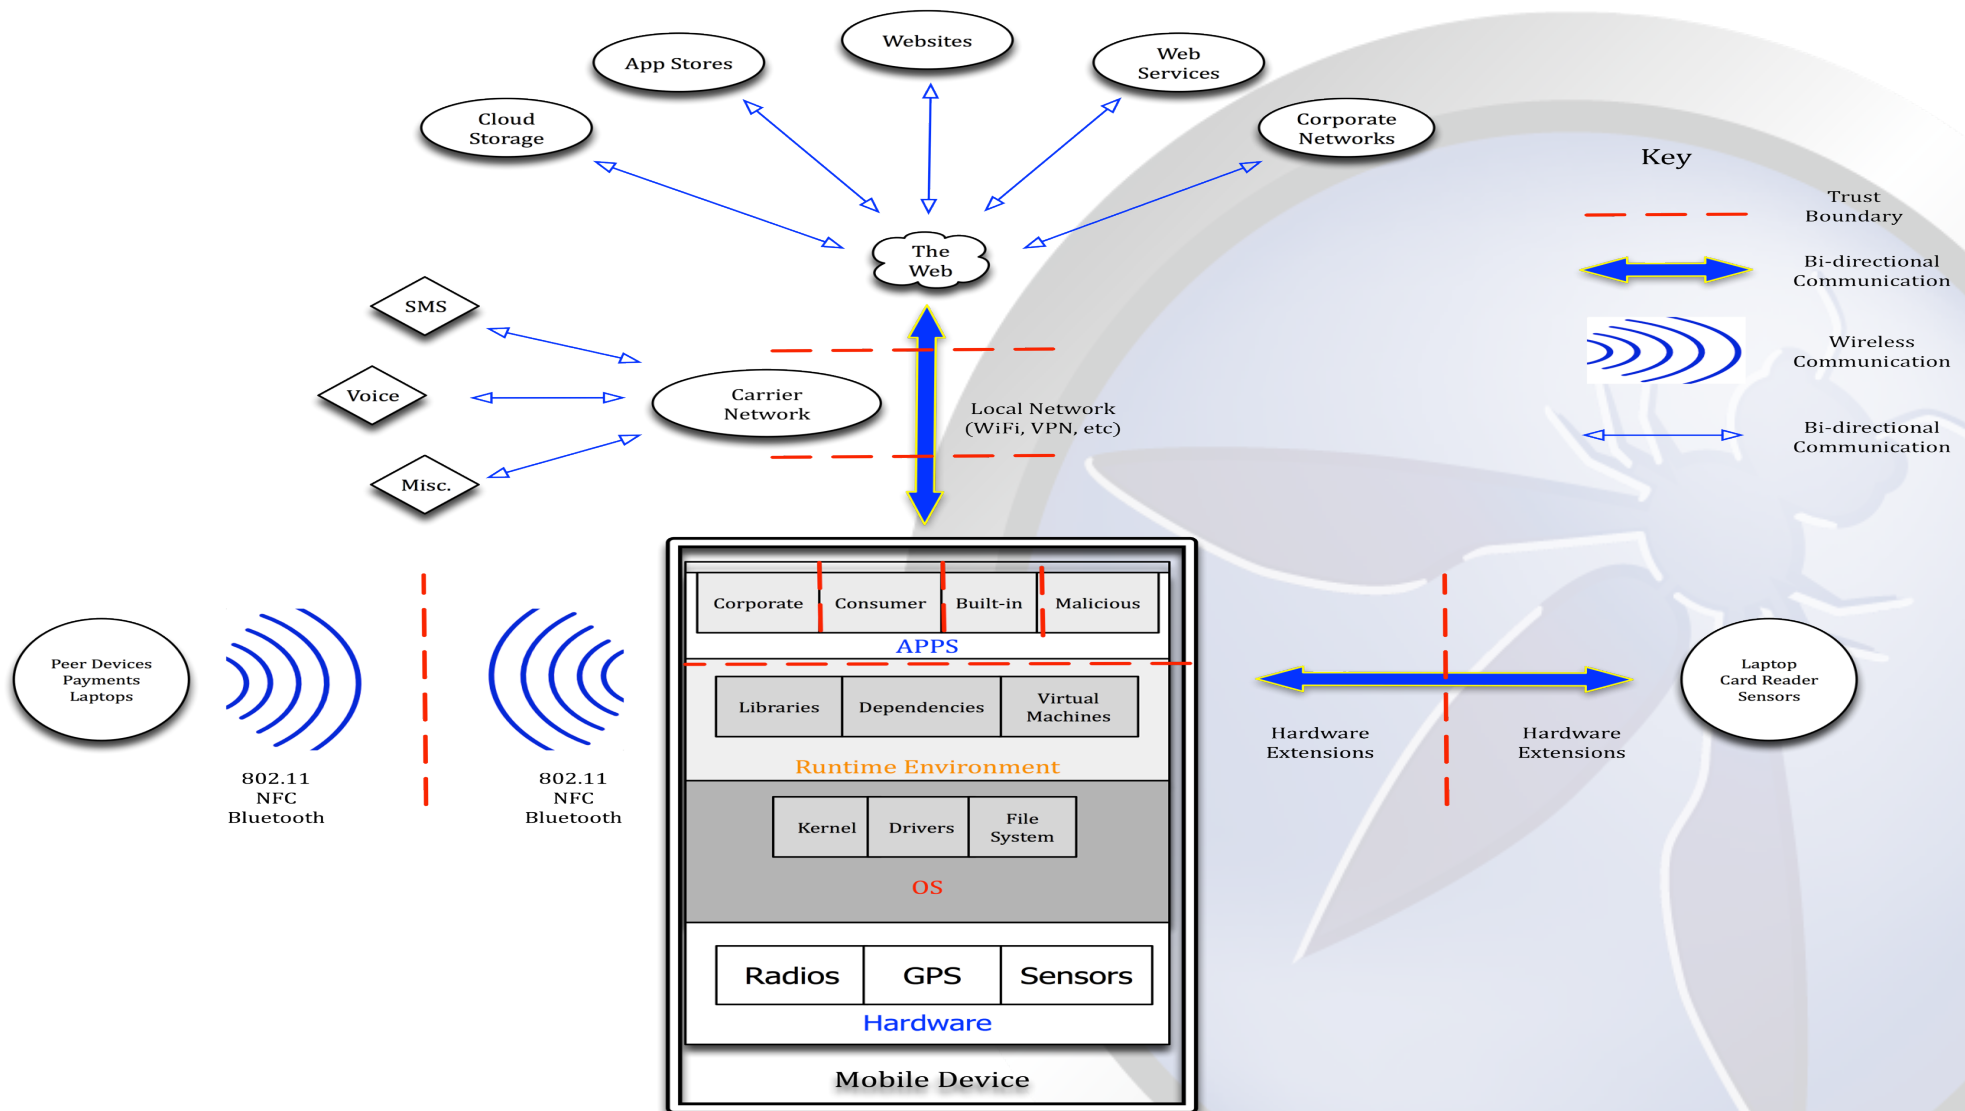 Websites
App Stores
Web
Services
Cloud
Storage
Corporate
Networks
Key
Trust
Boundary
The
Web
Bi-directional
Communication
SMS
Wireless
Communication
Voice
Carrier
Network
Local Network
(WiFi, VPN, etc)
Bi-directional
Communication
Misc.
Corporate
Consumer
Built-in
Malicious
APPS
Peer Devices
Payments
Laptops
Laptop
Card Reader
Sensors
Libraries
Dependencies
Virtual
Machines
Hardware
Extensions
Hardware
Extensions
Runtime Environment
802.11
NFC
Bluetooth
802.11
NFC
Bluetooth
Kernel
Drivers
File
System
OS
Radios
GPS
Sensors
Hardware
Mobile Device